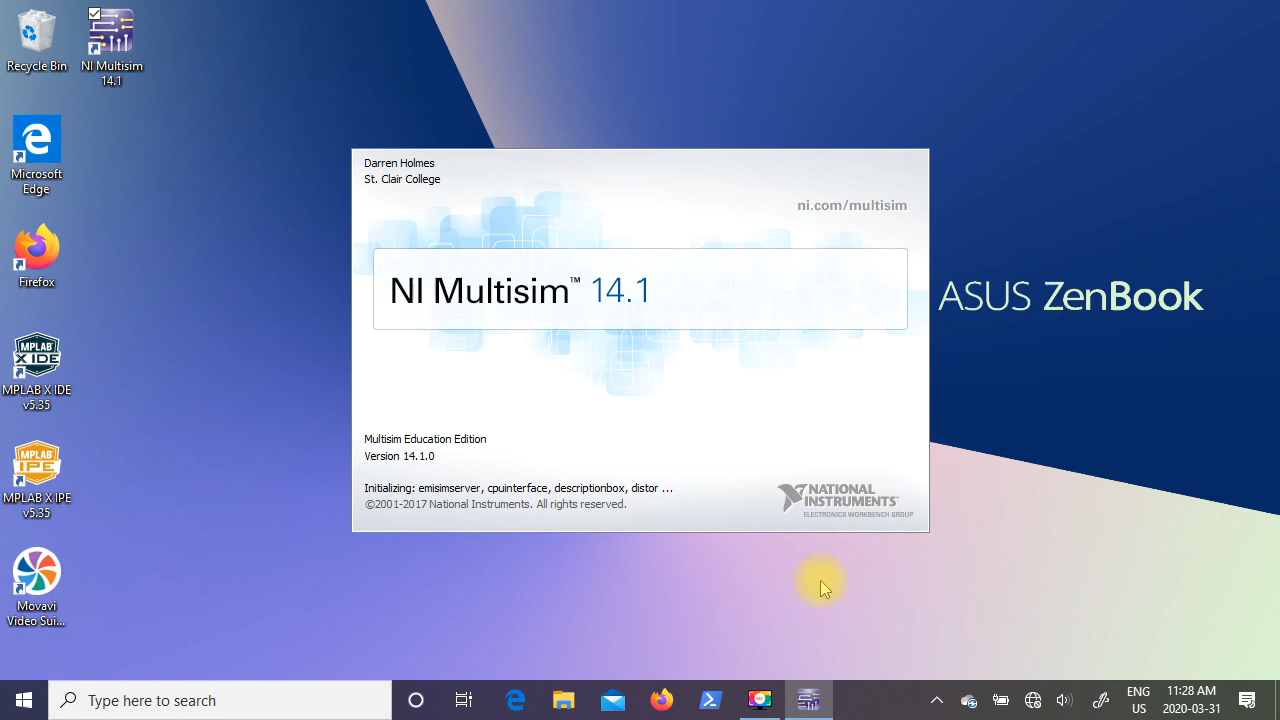 Recycle Bin
NI Multisim
14.1
Microsoft
Edge
Firefox
MPLAB
X IDE
MPLAB X IDE
v5.35
MPLAB
IPE
MPLAB X IPE
v5.35
Movavi
Video Sui...
Darren Holmes
St. Clair College
ni.com/multisim
NI Multisim™ 14.1
Multisim Education Edition
Version 14.1.0
Initializing: emisimserver, cpuinterface, descriptionbox, distor ...
©2001-2017 National Instruments. All rights reserved.
NATIONAL
INSTRUMENTS
ELECTRONICS WORKBENCH GROUP
ASUS ZenBook
Type here to search
ENG
US
11:28 AM
2020-03-31